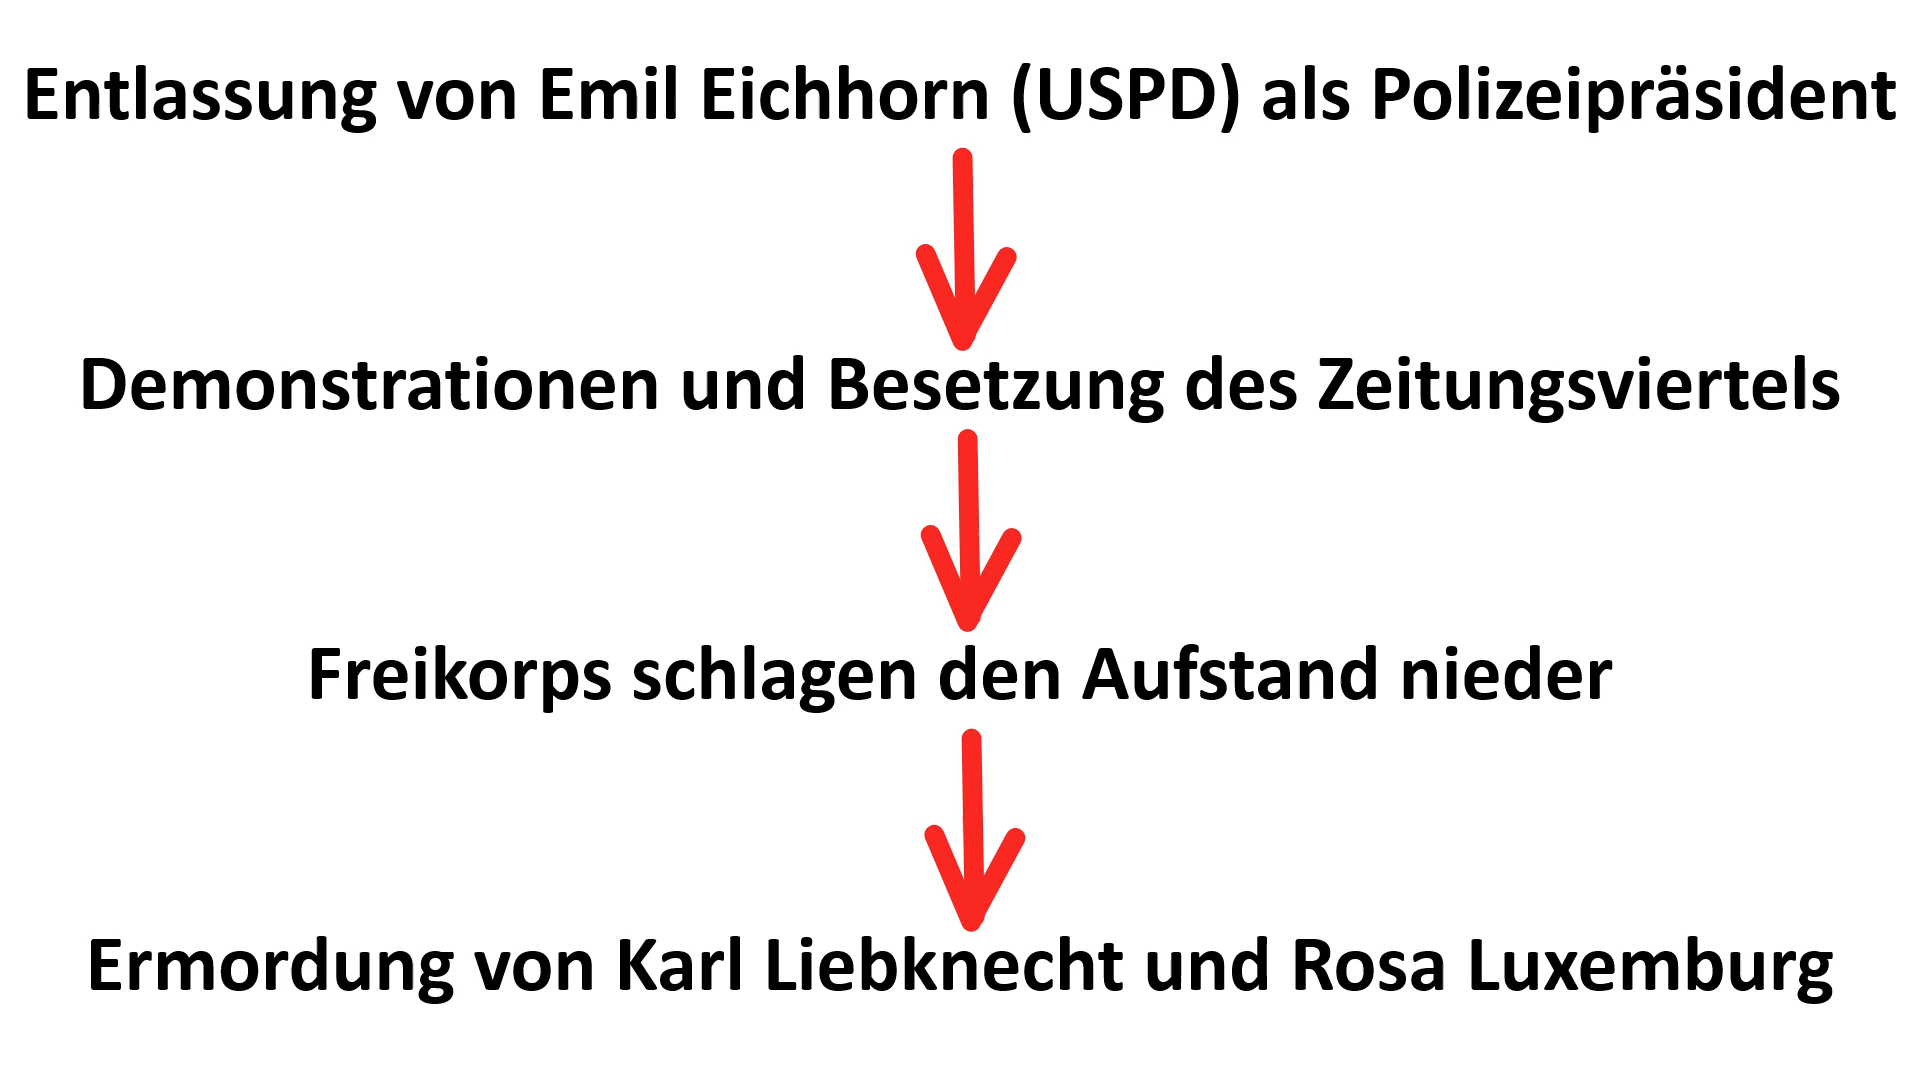 Entlassung von Emil Eichhorn (USPD) als Polizeipräsident
Demonstrationen und Besetzung des Zeitungsviertels
Freikorps schlagen den Aufstand nieder
Ermordung von Karl Liebknecht und Rosa Luxemburg